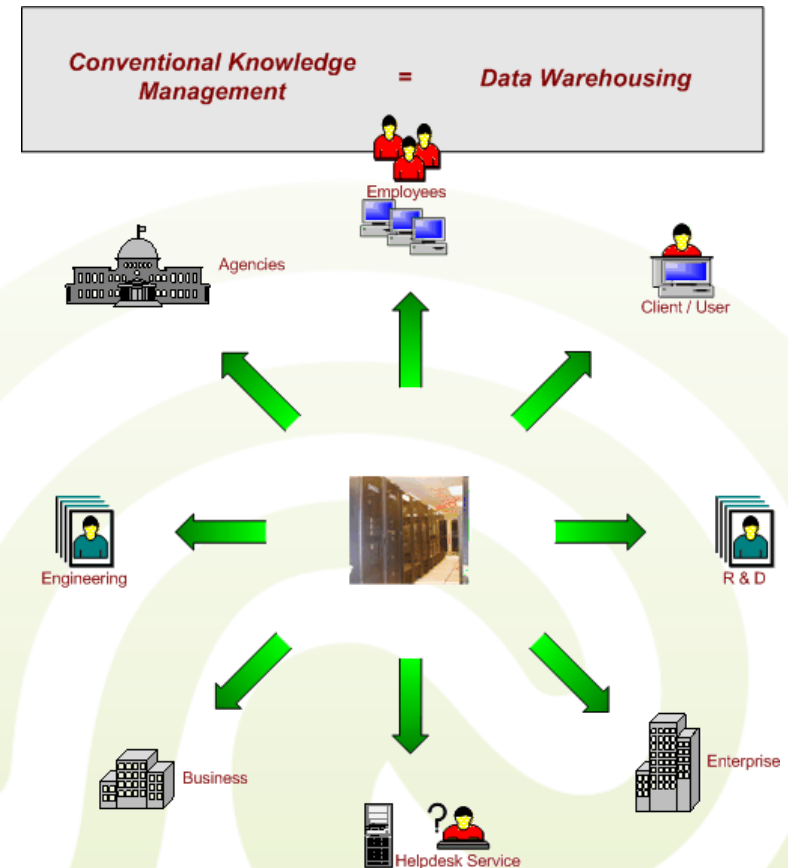 Conventional Knowledge
Management
=
Data Warehousing
Employees
Agencies
Client / User
Engineering
R & D
Business
Enterprise
?
Helpdesk Service